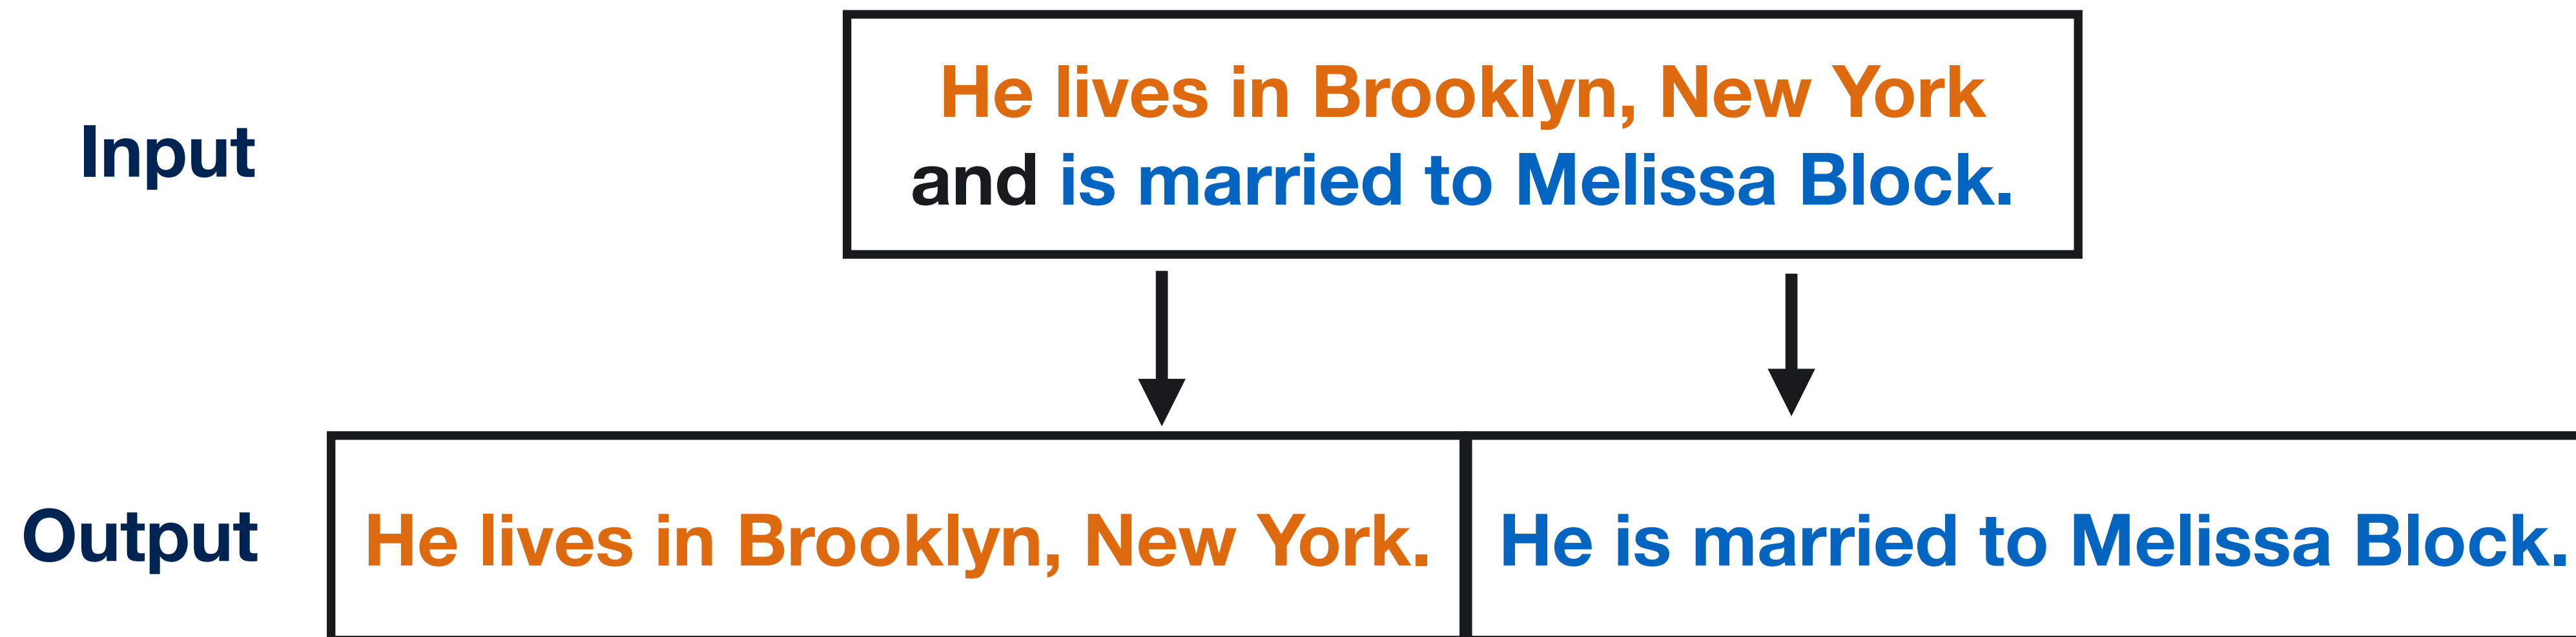 Input
He lives in Brooklyn, New York
and is married to Melissa Block.
Output
He lives in Brooklyn, New York.
He is married to Melissa Block.